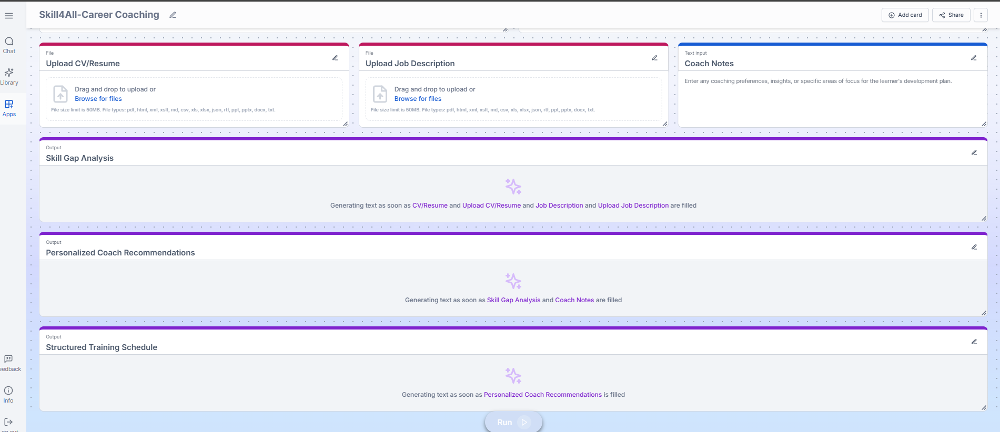 Skill4All-Career Coaching
Add card
Share
Chat
Library
Apps
File
Upload CV/Resume
Drag and drop to upload or
Browse for files
File size limit is 50MB. File types: pdf, html, xml, xslt, md, csv, xls, xlsx, json, rtf, ppt, pptx, docx, txt.
File
Upload Job Description
Drag and drop to upload or
Browse for files
File size limit is 50MB. File types: pdf, html, xml, xslt, md, csv, xls, xlsx, json, rtf, ppt, pptx, docx, txt.
Text input
Coach Notes
Enter any coaching preferences, insights, or specific areas of focus for the learner's development plan.
Output
Skill Gap Analysis
Generating text as soon as CV/Resume and Upload CV/Resume and Job Description and Upload Job Description are filled
Output
Personalized Coach Recommendations
Generating text as soon as Skill Gap Analysis and Coach Notes are filled
Output
Structured Training Schedule
Generating text as soon as Personalized Coach Recommendations is filled
eedback
Info
Run